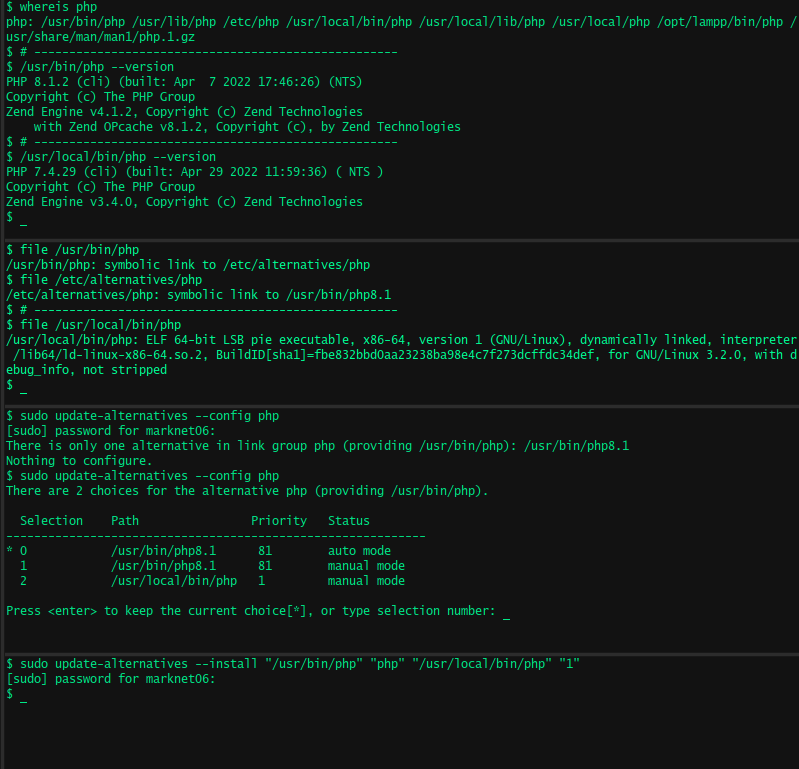 $ whereis php
php: /usr/bin/php /usr/lib/php /etc/php /usr/local/bin/php /usr/local/lib/php /usr/local/php /opt/lampp/bin/php /
usr/share/man/man1/php.1.gz
$ # ----------------------------------------------------
$ /usr/bin/php --version
PHP 8.1.2 (cli) (built: Apr  7 2022 17:46:26) (NTS)
Copyright (c) The PHP Group
Zend Engine v4.1.2, Copyright (c) Zend Technologies
    with Zend OPcache v8.1.2, Copyright (c), by Zend Technologies
$ # ----------------------------------------------------
$ /usr/local/bin/php --version
PHP 7.4.29 (cli) (built: Apr 29 2022 11:59:36) ( NTS )
Copyright (c) The PHP Group
Zend Engine v3.4.0, Copyright (c) Zend Technologies
$ _
$ file /usr/bin/php
/usr/bin/php: symbolic link to /etc/alternatives/php
$ file /etc/alternatives/php
/etc/alternatives/php: symbolic link to /usr/bin/php8.1
$ # ----------------------------------------------------
$ file /usr/local/bin/php
/usr/local/bin/php: ELF 64-bit LSB pie executable, x86-64, version 1 (GNU/Linux), dynamically linked, interpreter
 /lib64/ld-linux-x86-64.so.2, BuildID[sha1]=fbe832bbd0aa23238ba98e4c7f273dcffdc34def, for GNU/Linux 3.2.0, with d
ebug_info, not stripped
$ _
$ sudo update-alternatives --config php
[sudo] password for marknet06:
There is only one alternative in link group php (providing /usr/bin/php): /usr/bin/php8.1
Nothing to configure.
$ sudo update-alternatives --config php
There are 2 choices for the alternative php (providing /usr/bin/php).
  Selection    Path                Priority   Status
------------------------------------------------------------
* 0            /usr/bin/php8.1      81        auto mode
  1            /usr/bin/php8.1      81        manual mode
  2            /usr/local/bin/php   1         manual mode
Press <enter> to keep the current choice[*], or type selection number: _
$ sudo update-alternatives --install "/usr/bin/php" "php" "/usr/local/bin/php" "1"
[sudo] password for marknet06:
$ _